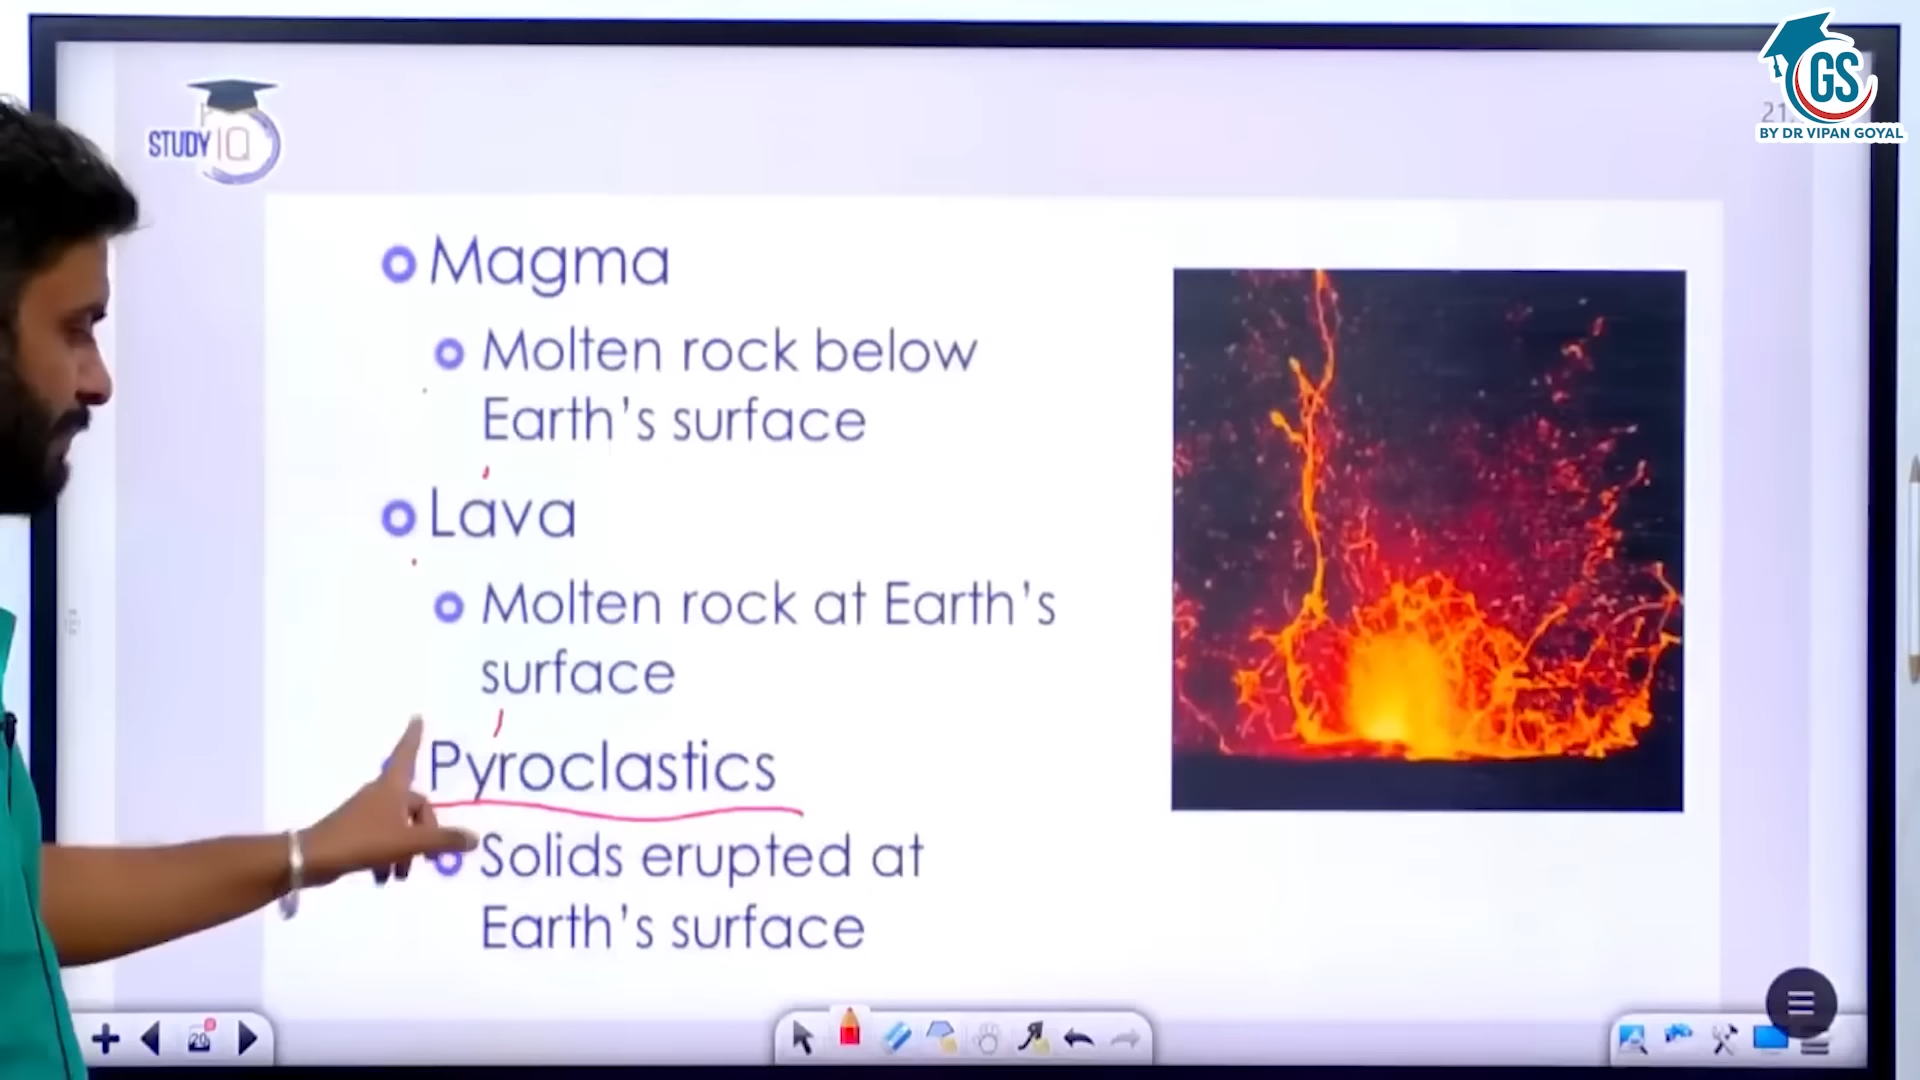 GS
BY DR VIPAN GOYAL
STUDY IQ
Magma
Molten rock below
Earth's surface
Lava
Molten rock at Earth's
surface
Pyroclastics
Solids erupted at
Earth's surface
20